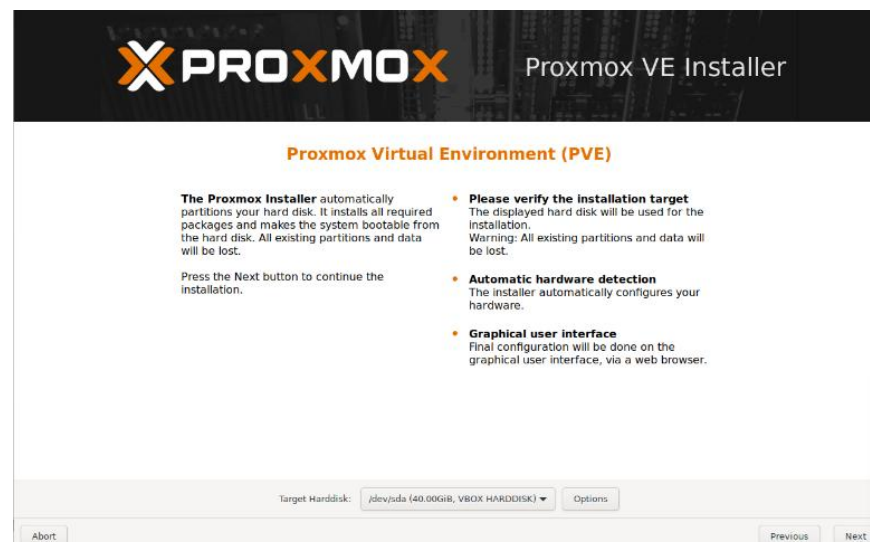 PROXMOX
Proxmox VE Installer
Proxmox Virtual Environment (PVE)
The Proxmox Installer automatically
partitions your hard disk. It installs all required
packages and makes the system bootable from
the hard disk. All existing partitions and data
will be lost.
Press the Next button to continue the
installation.
• Please verify the installation target
The displayed hard disk will be used for the
installation.
Warning: All existing partitions and data will
be lost.
• Automatic hardware detection
The installer automatically configures your
hardware.
• Graphical user interface
Final configuration will be done on the
graphical user interface, via a web browser.
Target Harddisk: /dev/sda (40.00GiB, VBOX HARDDISK) Options
Abort Previous Next